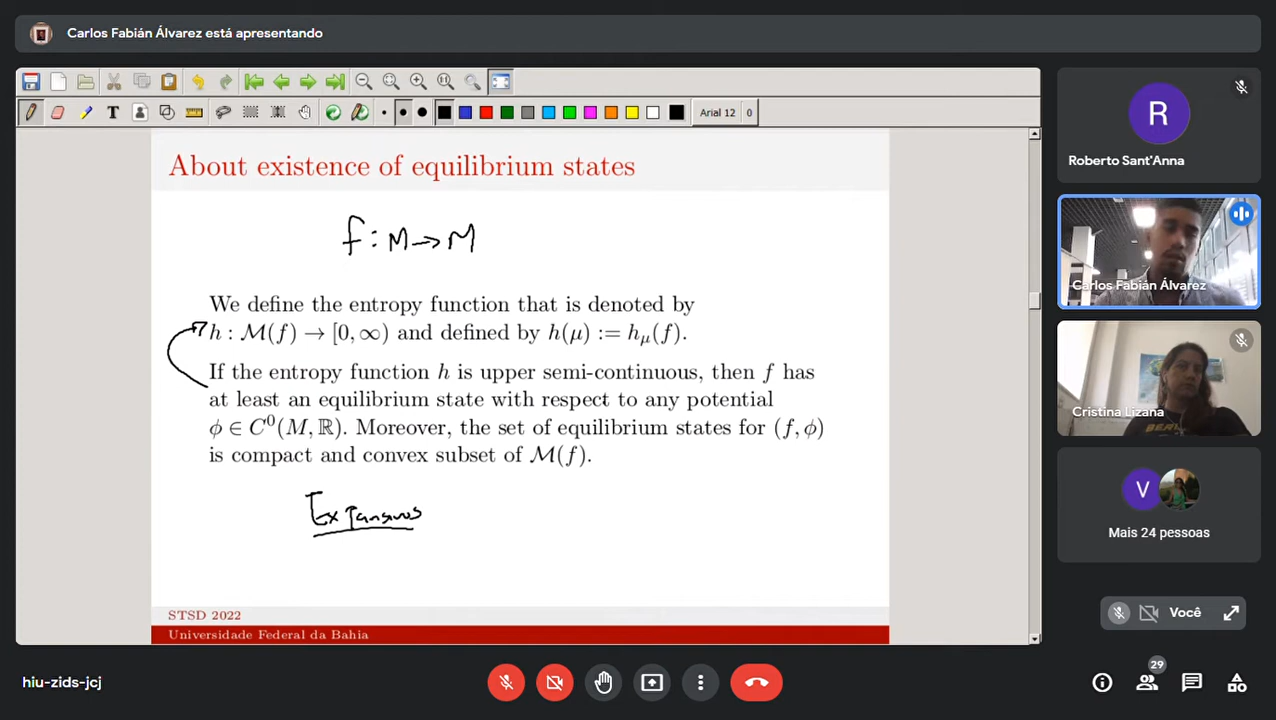 Carlos Fabián Álvarez está apresentando
Arial 12 0
About existence of equilibrium states
f : M → M
We define the entropy function that is denoted by
h : M(f) → [0, ∞) and defined by h(μ) := hμ(f).
If the entropy function h is upper semi-continuous, then f has
at least an equilibrium state with respect to any potential
ϕ ∈ C⁰(M, ℝ). Moreover, the set of equilibrium states for (f, ϕ)
is compact and convex subset of M(f).
Expansivos
STSD 2022
Universidade Federal da Bahia
R
Roberto Sant'Anna
Carlos Fabián Álvarez
Cristina Lizana
V
Mais 24 pessoas
Você
hiu-zids-jcj
29